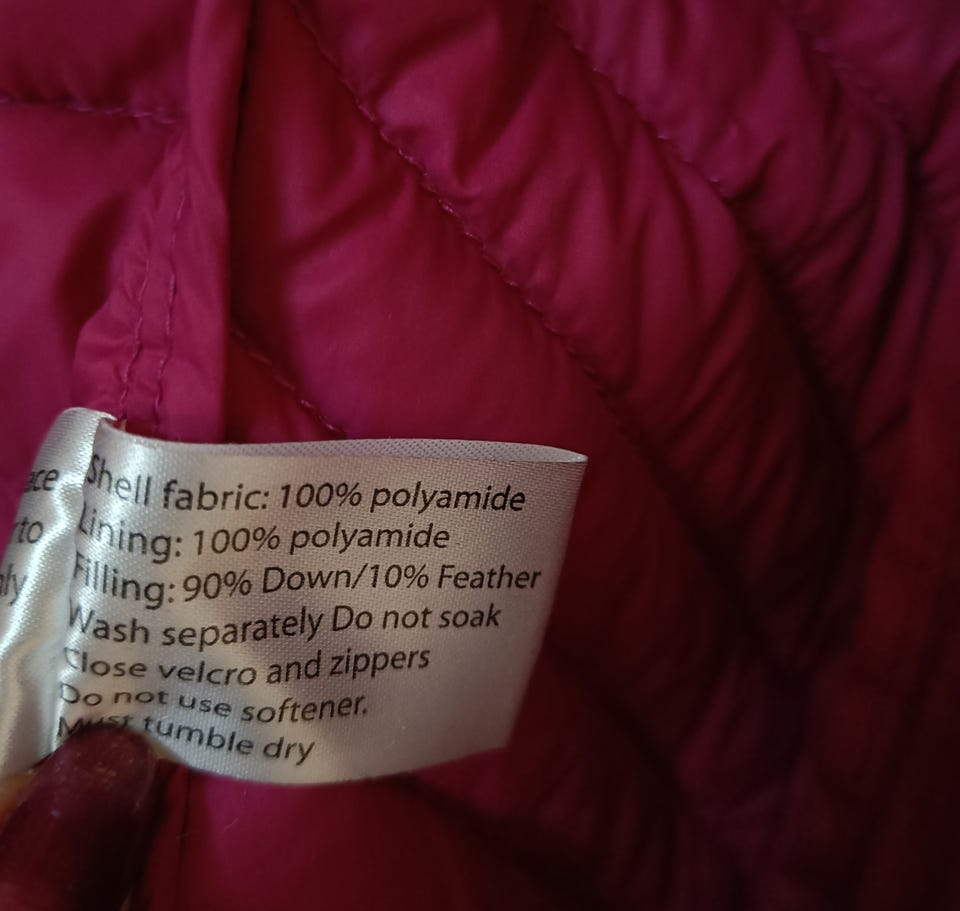 Shell fabric: 100% polyamide
Lining: 100% polyamide
Filling: 90% Down/10% Feather
Wash separately Do not soak
Close velcro and zippers
Do not use softener.
Must tumble dry